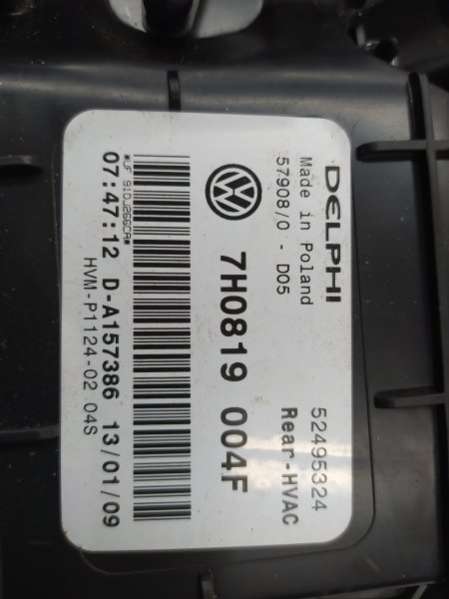 DELPHI
Made in Poland
57908/0 - D05
52495324
Rear-HVAC
7H0819 004F
07:47:12 D-A157386 13/01/09
HVM-P1124-02 04S